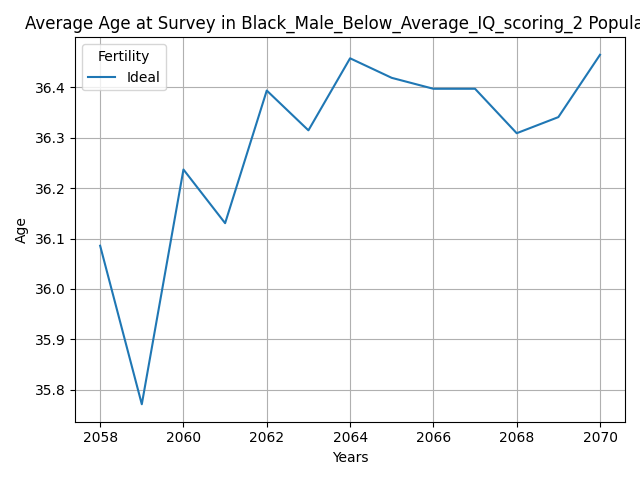 Average Age at Survey in Black_Male_Below_Average_IQ_scoring_2 Popula
Fertility
Ideal
36.4
36.3
36.2
36.1
36.0
35.9
35.8
Age
2058 2060 2062 2064 2066 2068 2070
Years